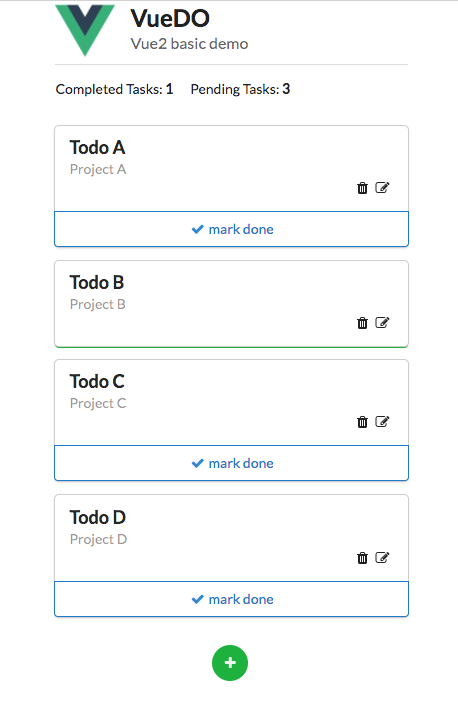 VueDO
Vue2 basic demo
Completed Tasks: 1 Pending Tasks: 3
Todo A
Project A
mark done
Todo B
Project B
Todo C
Project C
mark done
Todo D
Project D
mark done